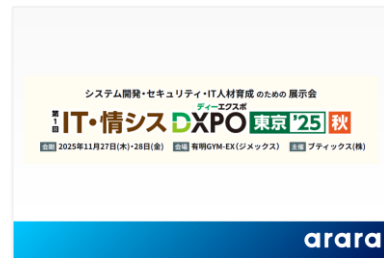 システム開発・セキュリティ・IT人材育成 のための 展示会
ディーエクスポ
第1回 IT・情シス DXPO 東京 '25 秋
会期 2025年11月27日(木)・28日(金) 会場 有明GYM-EX(ジメックス) 主催 ブティックス(株)
arara